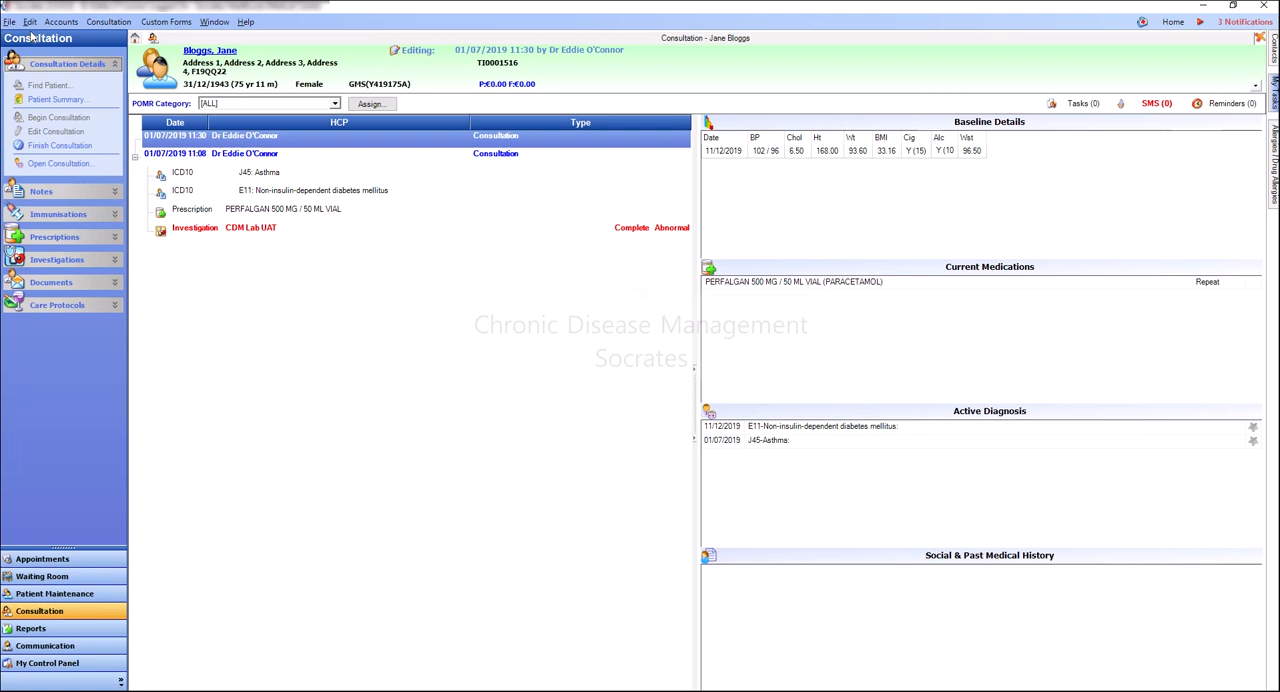 File Edit Accounts Consultation Custom Forms Window Help Home 3 Notifications
Consultation
Consultation - Jane Bloggs
Consultation Details
Find Patient...
Patient Summary...
Begin Consultation
Edit Consultation
Finish Consultation
Open Consultation...
Notes
Immunisations
Prescriptions
Investigations
Documents
Care Protocols
Appointments
Waiting Room
Patient Maintenance
Consultation
Reports
Communication
My Control Panel
Bloggs, Jane Editing: 01/07/2019 11:30 by Dr Eddie O'Connor
Address 1, Address 2, Address 3, Address TI0001516
4, F19QQ22
31/12/1943 (75 yr 11 m) Female GMS(Y419175A) P:€0.00 F:€0.00
POMR Category: [ALL] Assign... Tasks (0) SMS (0) Reminders (0)
Date HCP Type
01/07/2019 11:30 Dr Eddie O'Connor Consultation
01/07/2019 11:08 Dr Eddie O'Connor Consultation
ICD10 J45: Asthma
ICD10 E11: Non-insulin-dependent diabetes mellitus
Prescription PERFALGAN 500 MG / 50 ML VIAL
Investigation CDM Lab UAT Complete Abnormal
Chronic Disease Management
Socrates
Baseline Details
Date BP Chol Ht Wt BMI Cig Alc Wst
11/12/2019 102 / 96 6.50 168.00 93.60 33.16 Y (15) Y (10 96.50
Current Medications
PERFALGAN 500 MG / 50 ML VIAL (PARACETAMOL) Repeat
Active Diagnosis
11/12/2019 E11-Non-insulin-dependent diabetes mellitus:
01/07/2019 J45-Asthma:
Social & Past Medical History
Contacts
My Tasks
Allergies / Drug Allergies